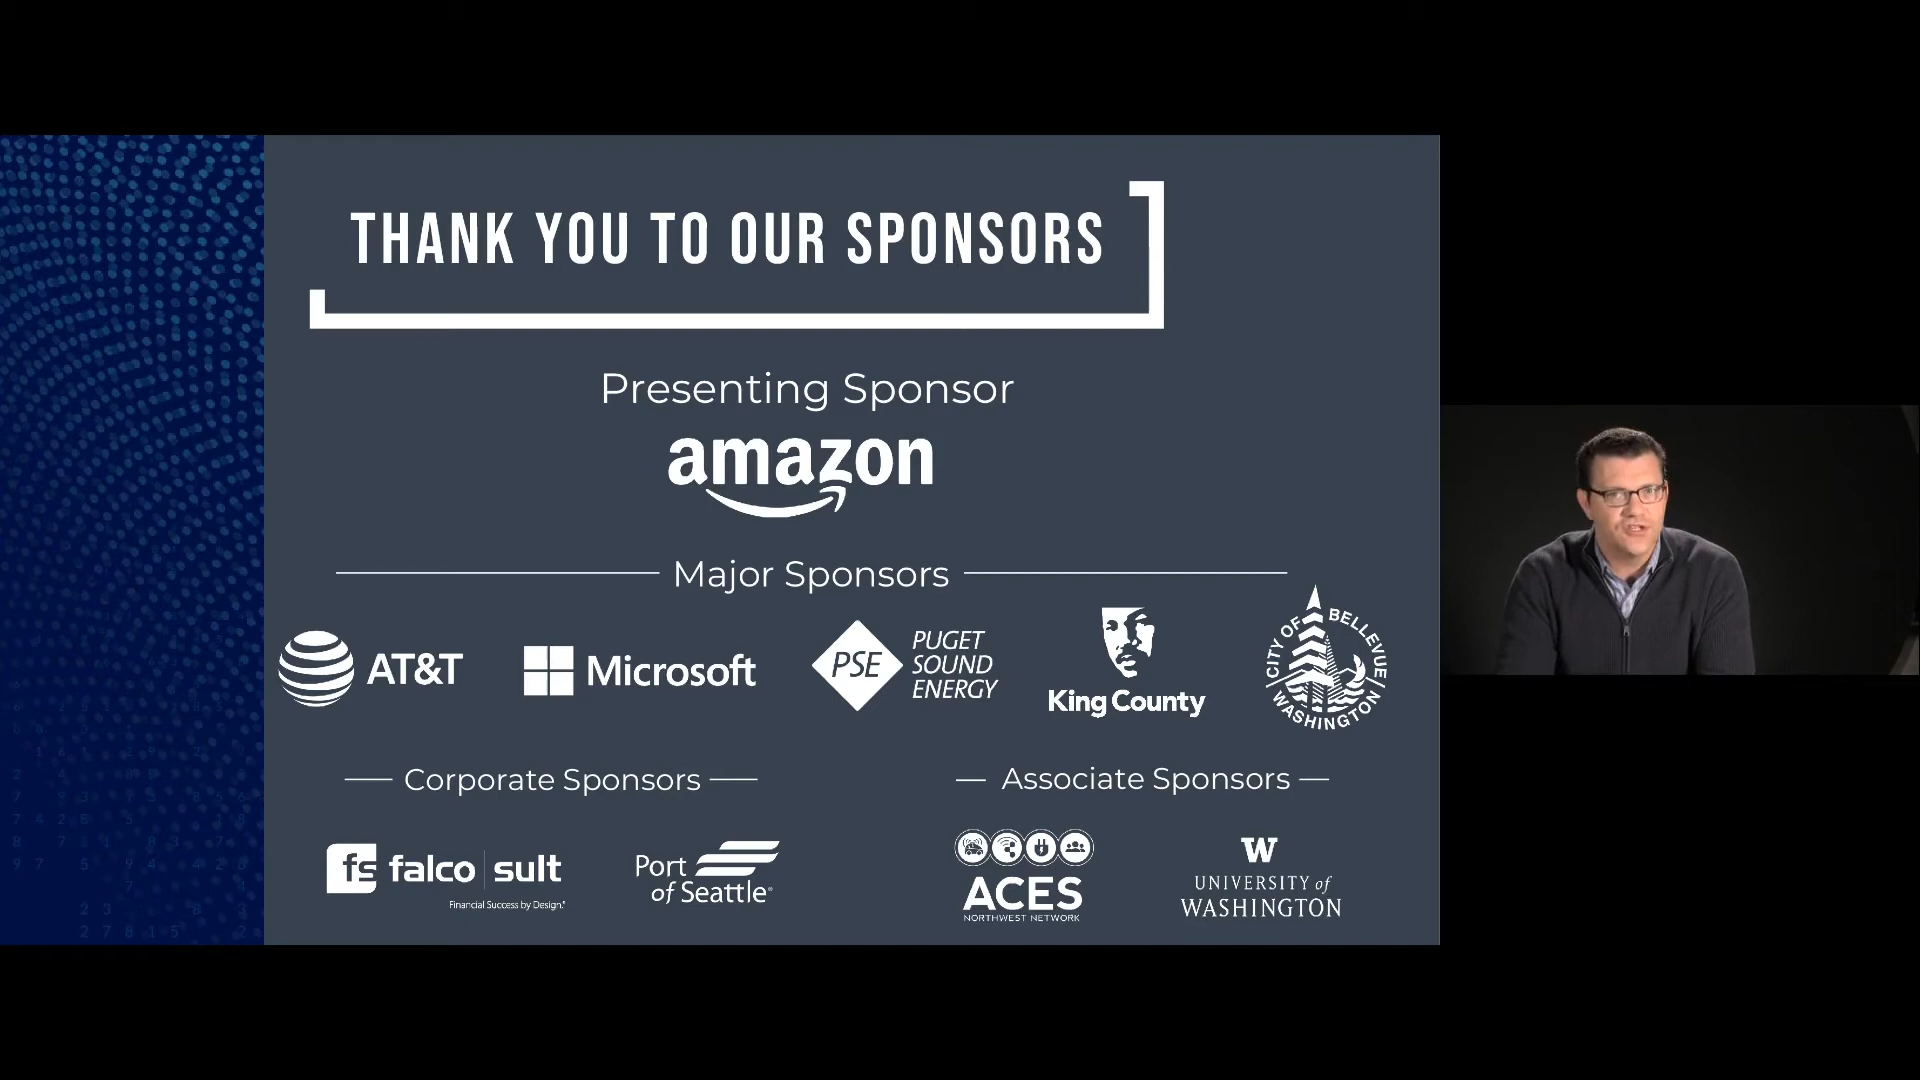 THANK YOU TO OUR SPONSORS
Presenting Sponsor
amazon
Major Sponsors
AT&T
Microsoft
PSE
PUGET
SOUND
ENERGY
King County
CITY OF BELLEVUE
WASHINGTON
Corporate Sponsors
Associate Sponsors
fs falco | sult
Financial Success by Design.®
Port
of Seattle®
ACES
NORTHWEST NETWORK
W
UNIVERSITY of
WASHINGTON